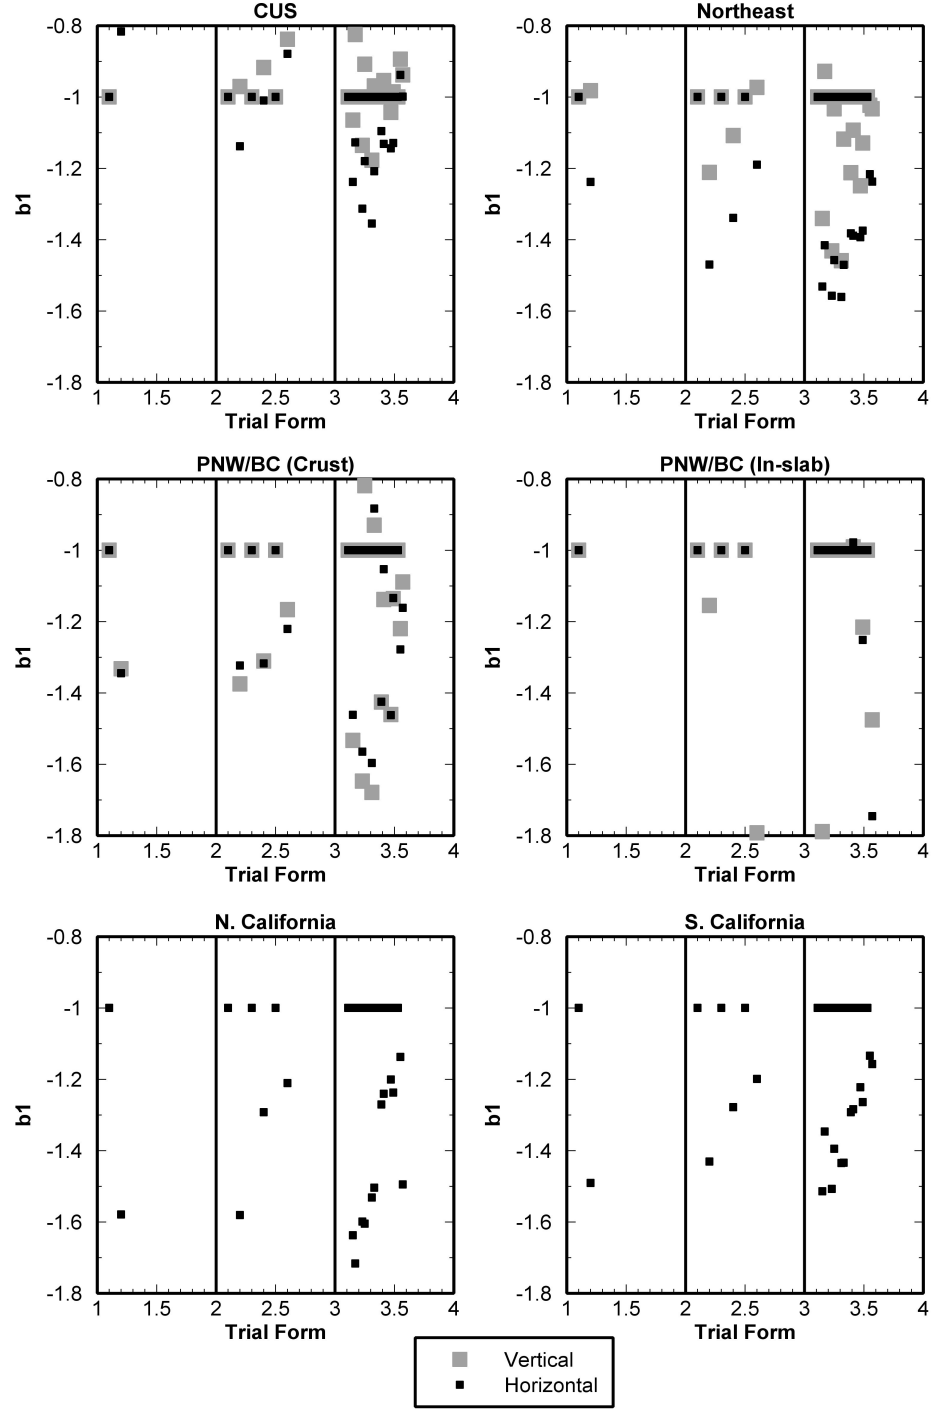 CUS
-0.8
-1
-1.2
-1.4
-1.6
-1.8
b1
1 1.5 2 2.5 3 3.5 4
Trial Form
Northeast
-0.8
-1
-1.2
-1.4
-1.6
-1.8
b1
1 1.5 2 2.5 3 3.5 4
Trial Form
PNW/BC (Crust)
-0.8
-1
-1.2
-1.4
-1.6
-1.8
b1
1 1.5 2 2.5 3 3.5 4
Trial Form
PNW/BC (In-slab)
-0.8
-1
-1.2
-1.4
-1.6
-1.8
b1
1 1.5 2 2.5 3 3.5 4
Trial Form
N. California
-0.8
-1
-1.2
-1.4
-1.6
-1.8
b1
1 1.5 2 2.5 3 3.5 4
Trial Form
S. California
-0.8
-1
-1.2
-1.4
-1.6
-1.8
b1
1 1.5 2 2.5 3 3.5 4
Trial Form
Vertical
Horizontal